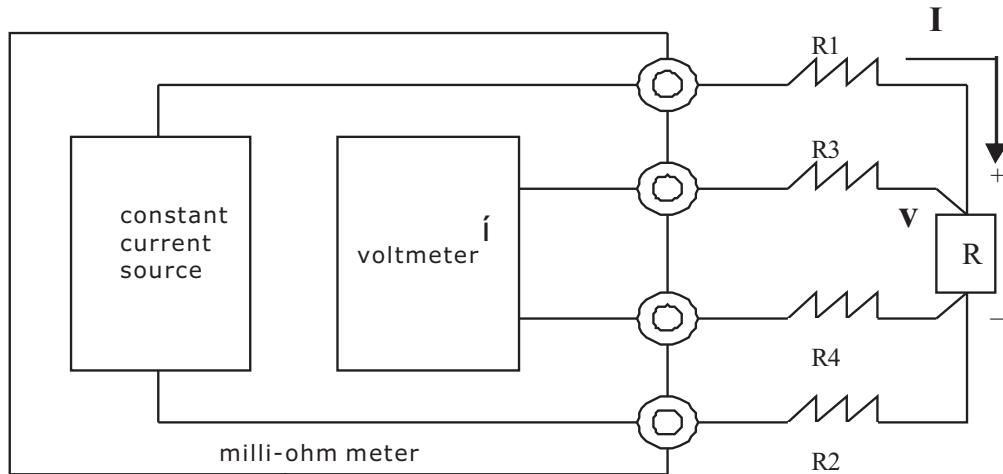 I
R1
R3
+
constant
current
source
voltmeter
í
v
R
–
R4
milli-ohm meter
R2